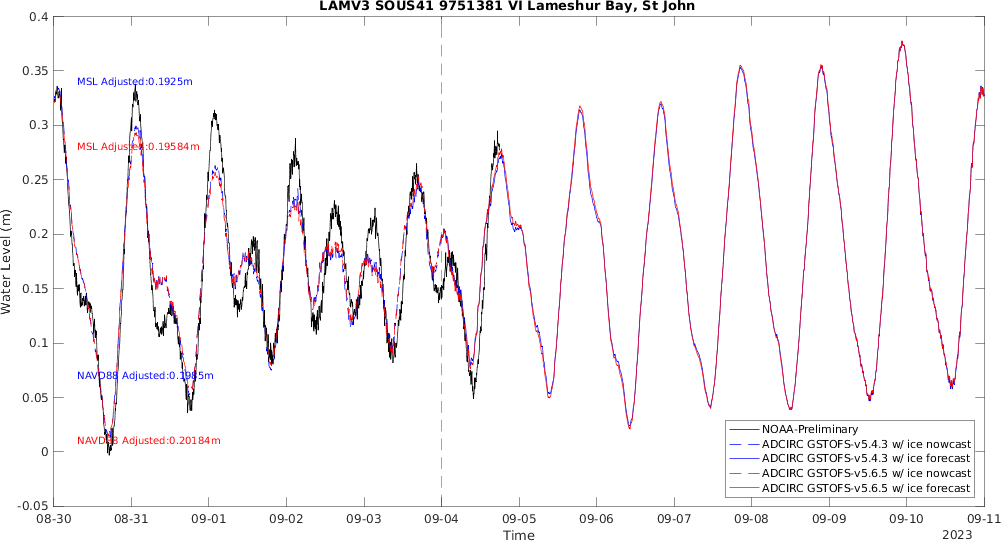 LAMV3 SOUS41 9751381 VI Lameshur Bay, St John
0.4
0.35
0.3
0.25
0.2
0.15
0.1
0.05
0
-0.05
Water Level (m)
MSL Adjusted:0.1925m
MSL Adjusted:0.19584m
NAVD88 Adjusted:0.1985m
NAVD88 Adjusted:0.20184m
NOAA-Preliminary
ADCIRC GSTOFS-v5.4.3 w/ ice nowcast
ADCIRC GSTOFS-v5.4.3 w/ ice forecast
ADCIRC GSTOFS-v5.6.5 w/ ice nowcast
ADCIRC GSTOFS-v5.6.5 w/ ice forecast
08-30 08-31 09-01 09-02 09-03 09-04 09-05 09-06 09-07 09-08 09-09 09-10 09-11
Time
2023